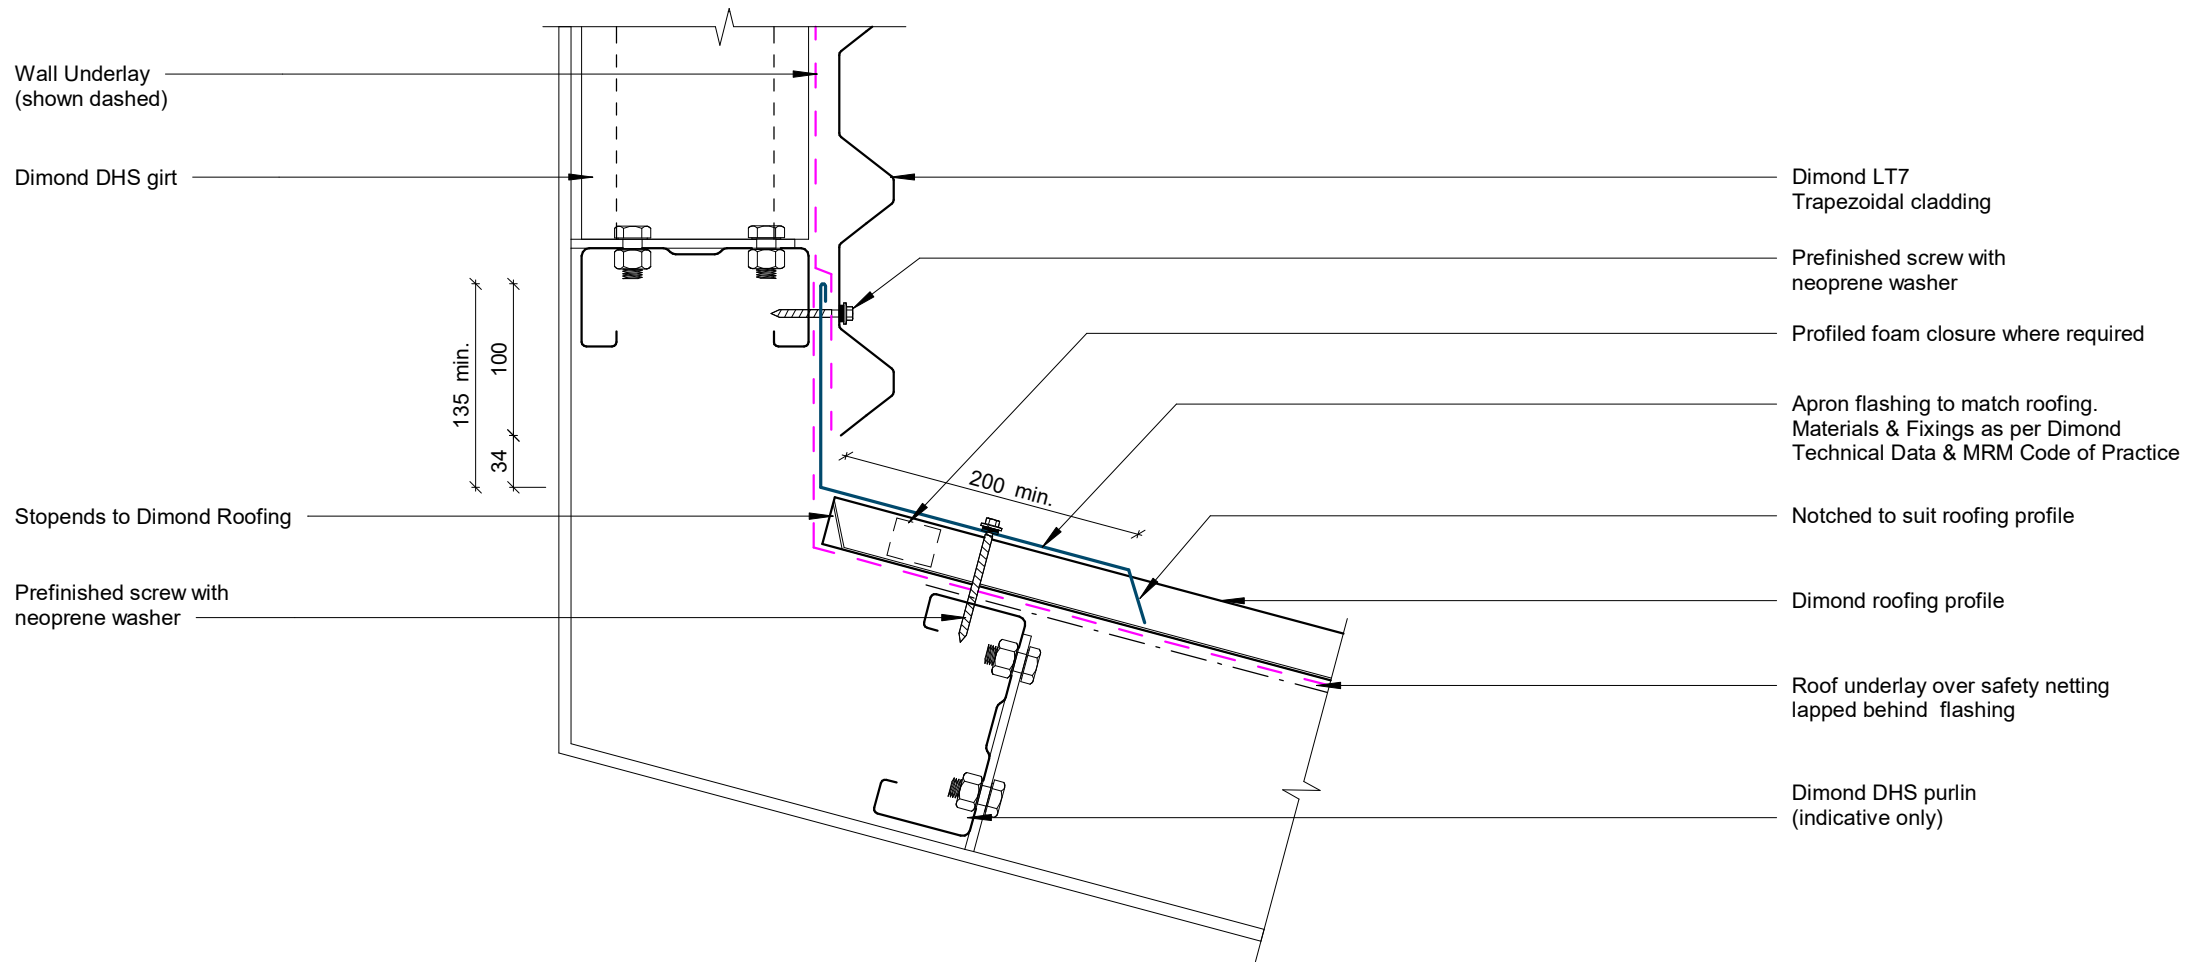 Wall Underlay
(shown dashed)
Dimond DHS girt
135 min.
100
34
Stopends to Dimond Roofing
Prefinished screw with
neoprene washer
200 min.
Dimond LT7
Trapezoidal cladding
Prefinished screw with
neoprene washer
Profiled foam closure where required
Apron flashing to match roofing.
Materials & Fixings as per Dimond
Technical Data & MRM Code of Practice
Notched to suit roofing profile
Dimond roofing profile
Roof underlay over safety netting
lapped behind flashing
Dimond DHS purlin
(indicative only)